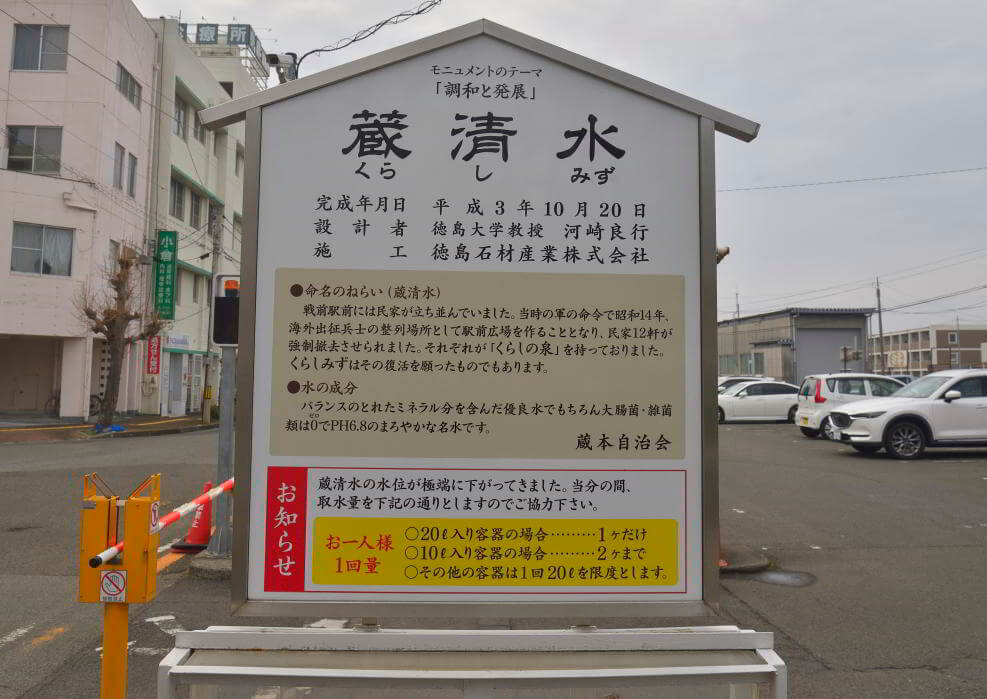 療所
モニュメントのテーマ
「調和と発展」
蔵清水
くらしみず
完成年月日 平成3年10月20日
設計者 徳島大学教授 河崎良行
施工 徳島石材産業株式会社
●命名のねらい(蔵清水)
戦前駅前には民家が立ち並んでいました。当時の軍の命令で昭和14年、
海外出征兵士の整列場所として駅前広場を作ることとなり、民家12軒が
強制撤去させられました。それぞれが「くらしの泉」を持っておりました。
くらしみずはその復活を願ったものでもあります。
●水の成分
バランスのとれたミネラル分を含んだ優良水でもちろん大腸菌・雑菌
ゼロ
類は0でPH6.8のまろやかな名水です。
蔵本自治会
お知らせ
蔵清水の水位が極端に下がってきました。当分の間、
取水量を下記の通りとしますのでご協力下さい。
お一人様
1回量
○20ℓ入り容器の場合………1ヶだけ
○10ℓ入り容器の場合………2ヶまで
○その他の容器は1回20ℓを限度とします。
小倉